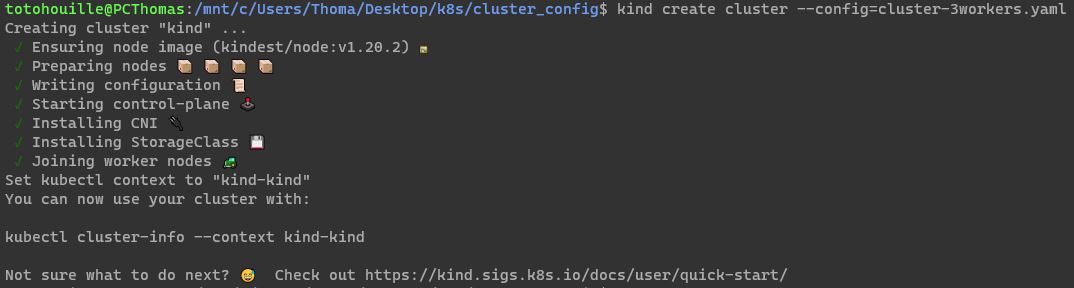 totohouille@PCThomas:/mnt/c/Users/Thoma/Desktop/k8s/cluster_config$ kind create cluster --config=cluster-3workers.yaml
Creating cluster "kind" ...
✓ Ensuring node image (kindest/node:v1.20.2) 🖼
✓ Preparing nodes 📦 📦 📦 📦
✓ Writing configuration 📜
✓ Starting control-plane 🕹️
✓ Installing CNI 🔌
✓ Installing StorageClass 💾
✓ Joining worker nodes 🚜
Set kubectl context to "kind-kind"
You can now use your cluster with:
kubectl cluster-info --context kind-kind
Not sure what to do next? 😅 Check out https://kind.sigs.k8s.io/docs/user/quick-start/